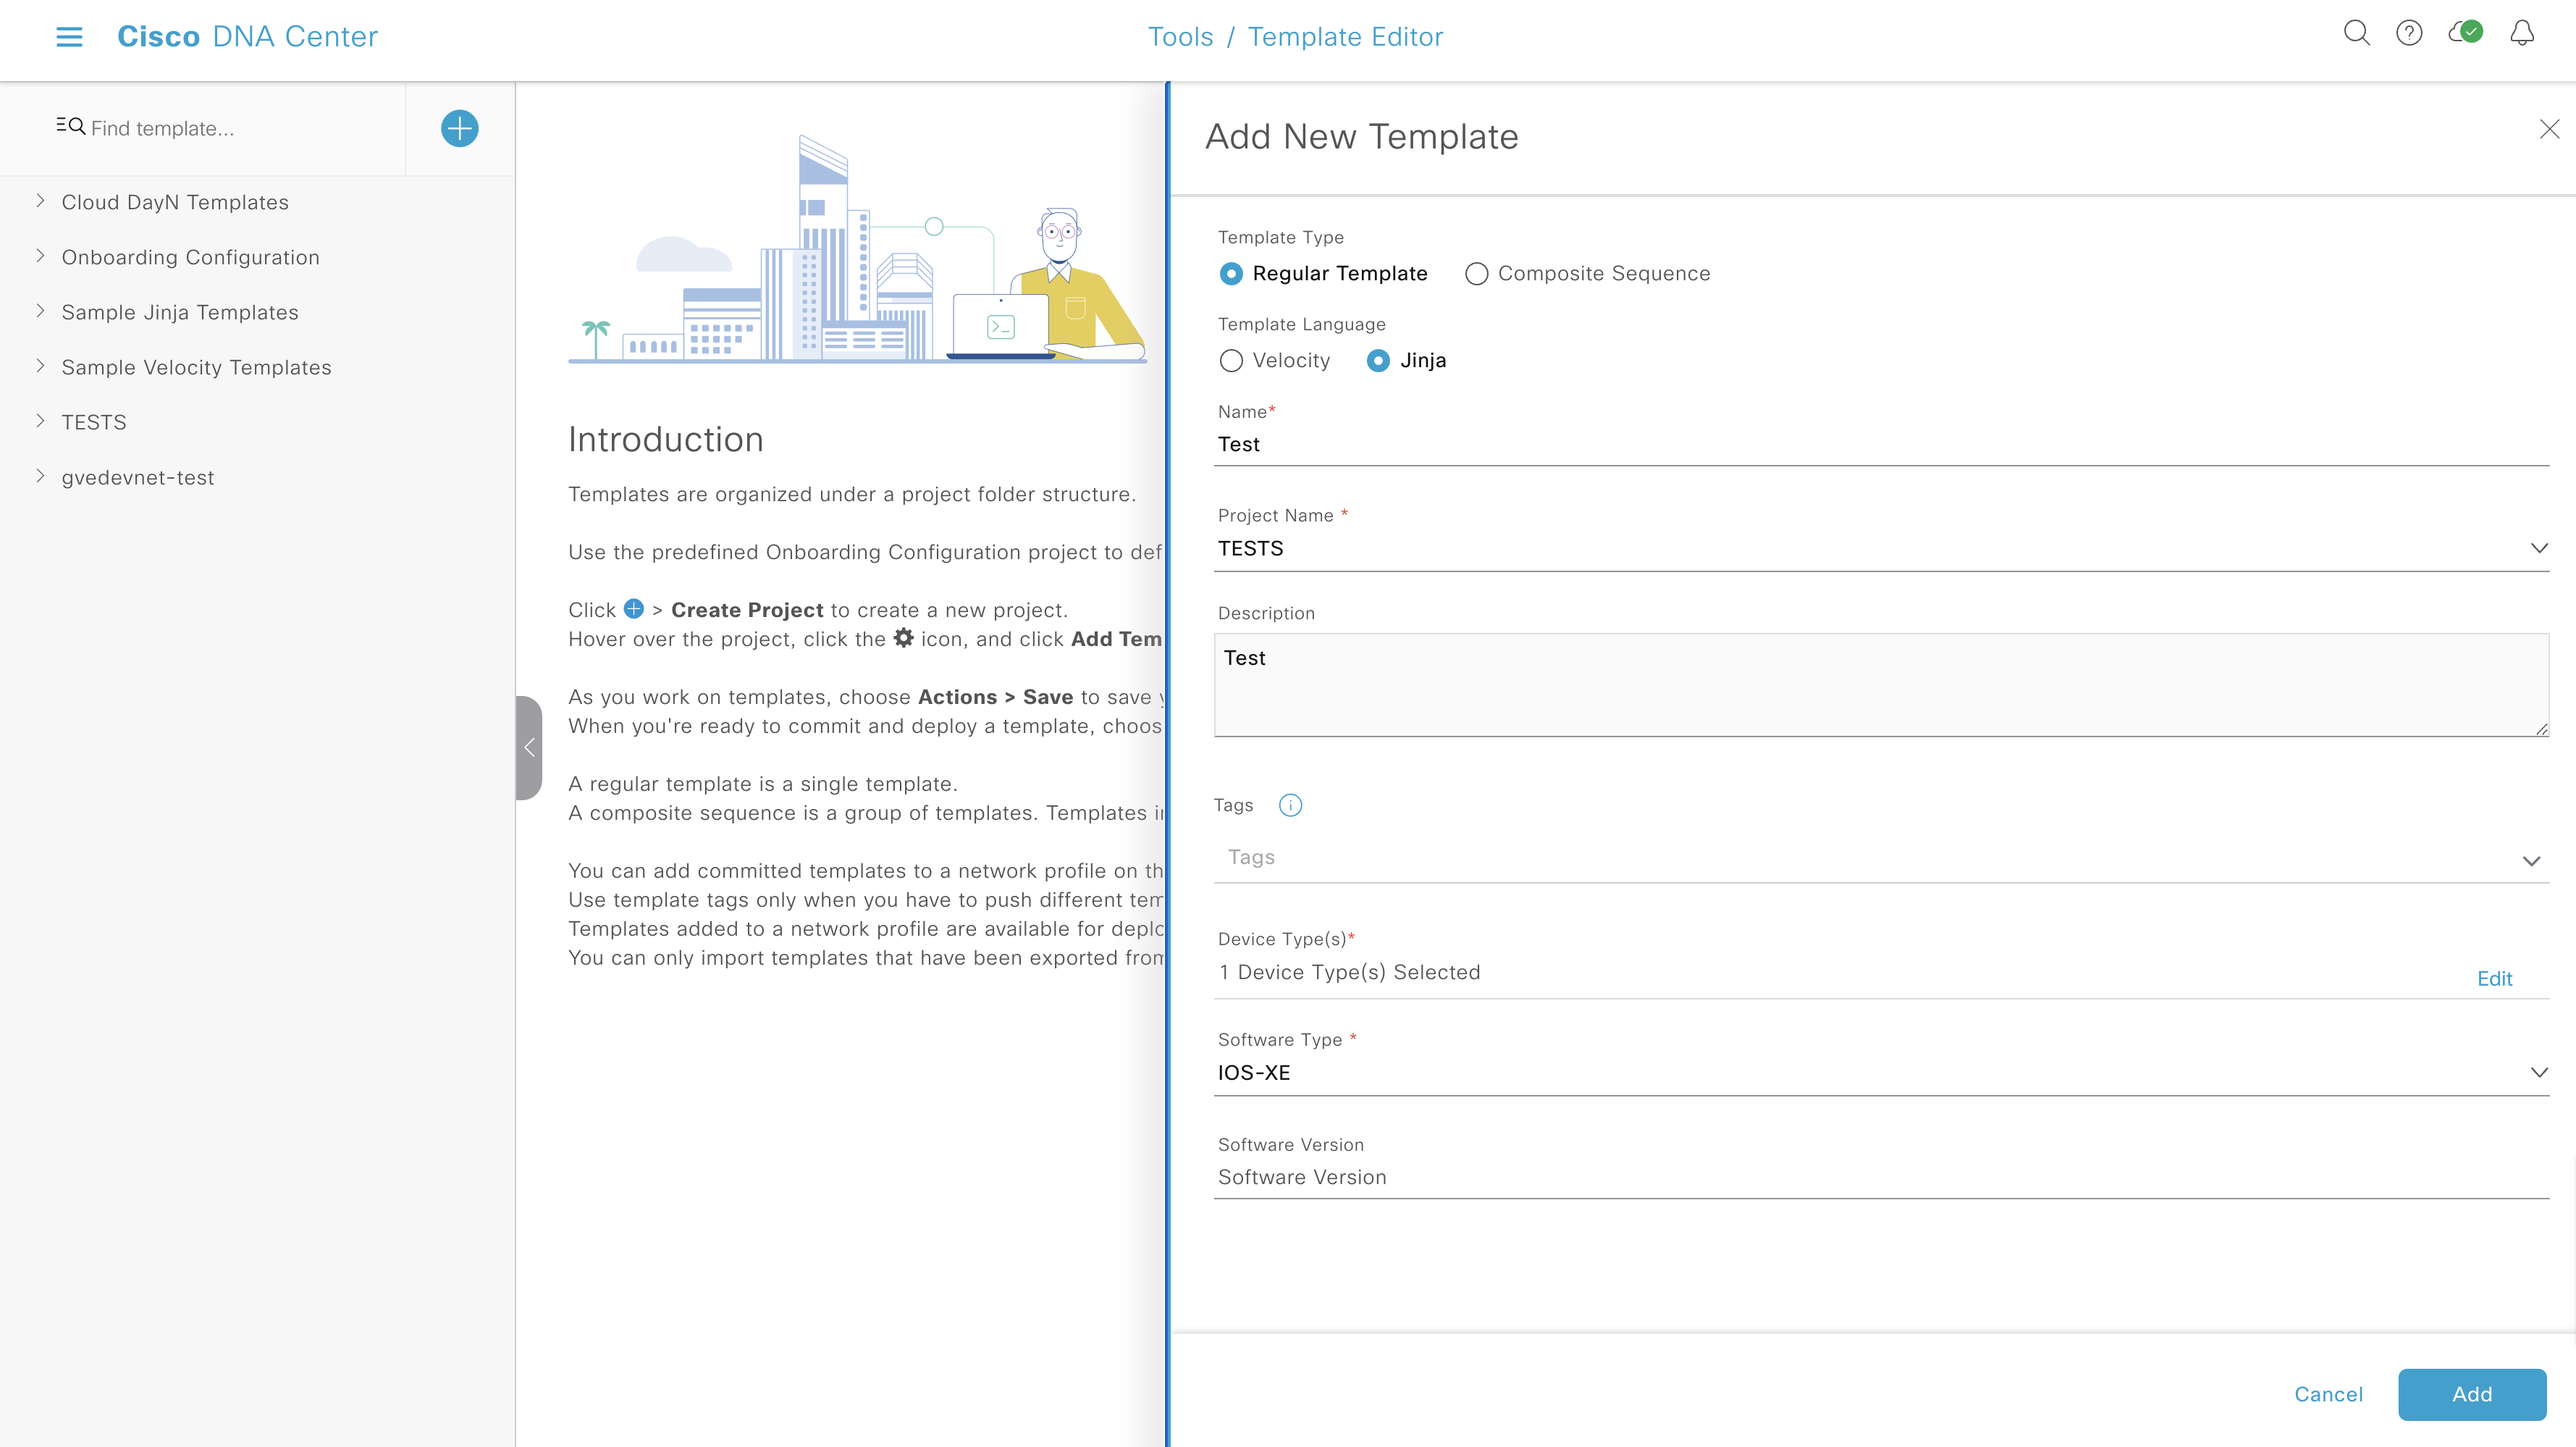 Cisco DNA Center
Tools / Template Editor
Find template...
Cloud DayN Templates
Onboarding Configuration
Sample Jinja Templates
Sample Velocity Templates
TESTS
gvedevnet-test
Introduction
Templates are organized under a project folder structure.
Use the predefined Onboarding Configuration project to def
Click > Create Project to create a new project.
Hover over the project, click the icon, and click Add Tem
As you work on templates, choose Actions > Save to save
When you're ready to commit and deploy a template, choos
A regular template is a single template.
A composite sequence is a group of templates. Templates i
You can add committed templates to a network profile on th
Use template tags only when you have to push different tem
Templates added to a network profile are available for deplo
You can only import templates that have been exported from
Add New Template
Template Type
Regular Template Composite Sequence
Template Language
Velocity Jinja
Name*
Test
Project Name *
TESTS
Description
Test
Tags
Tags
Device Type(s)*
1 Device Type(s) Selected
Edit
Software Type *
IOS-XE
Software Version
Software Version
Cancel Add